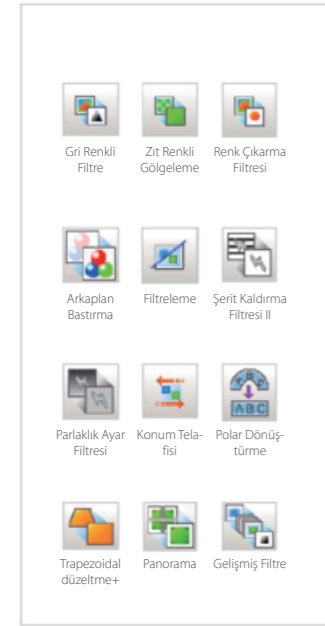 Gri Renkli
Filtre
Zıt Renkli
Gölgeleme
Renk Çıkarma
Filtresi
Arkaplan
Bastırma
Filtreleme
Şerit Kaldırma
Filtresi II
Parlaklık Ayar
Filtresi
Konum Tela-
fisi
Polar Dönüş-
türme
ABC
Trapezoidal
düzeltme+
Panorama
Gelişmiş Filtre